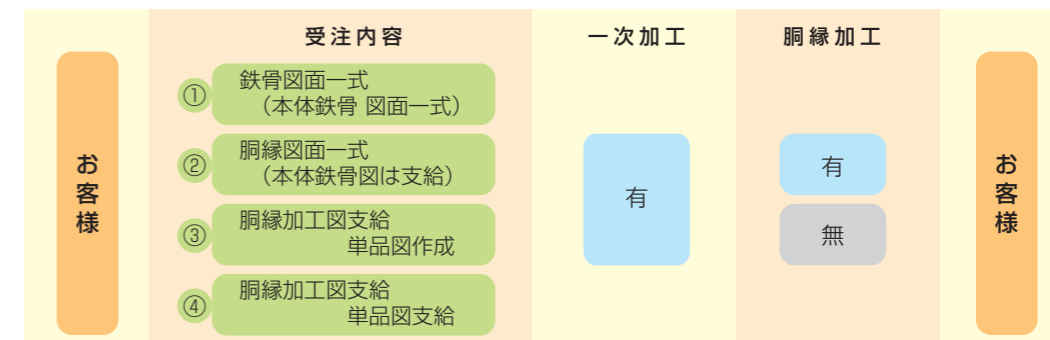 受注内容
一次加工
胴縁加工
お客様
①
鉄骨図面一式
（本体鉄骨 図面一式）
②
胴縁図面一式
（本体鉄骨図は支給）
③
胴縁加工図支給
単品図作成
④
胴縁加工図支給
単品図支給
有
有
無
お客様